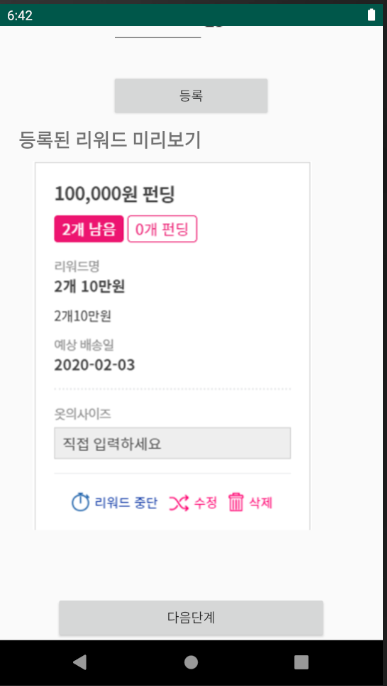 6:42
등록
등록된 리워드 미리보기
100,000원 펀딩
2개 남음 0개 펀딩
리워드명
2개 10만원
2개10만원
예상 배송일
2020-02-03
옷의사이즈
직접 입력하세요
리워드 중단 수정 삭제
다음단계